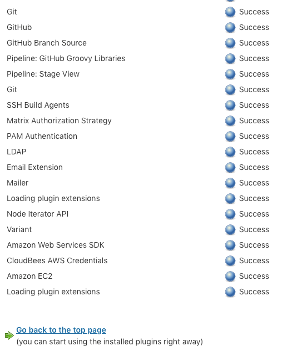 Git Success
GitHub Success
GitHub Branch Source Success
Pipeline: GitHub Groovy Libraries Success
Pipeline: Stage View Success
Git Success
SSH Build Agents Success
Matrix Authorization Strategy Success
PAM Authentication Success
LDAP Success
Email Extension Success
Mailer Success
Loading plugin extensions Success
Node Iterator API Success
Variant Success
Amazon Web Services SDK Success
CloudBees AWS Credentials Success
Amazon EC2 Success
Loading plugin extensions Success
Go back to the top page
(you can start using the installed plugins right away)